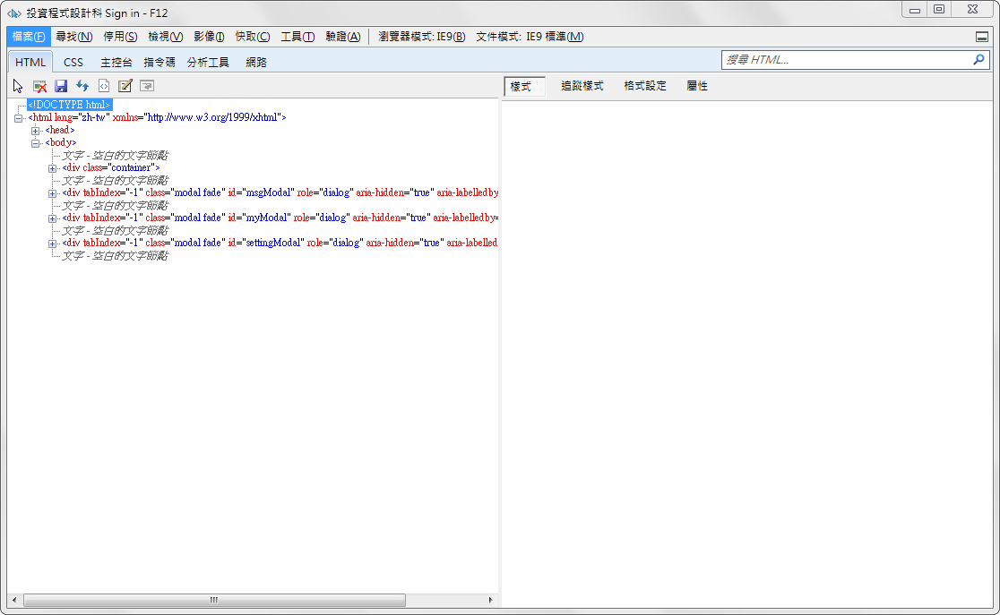 投資程式設計科 Sign in - F12
檔案(F) 尋找(N) 停用(S) 檢視(V) 影像(I) 快取(C) 工具(T) 驗證(A) 瀏覽器模式: IE9(B) 文件模式: IE9 標準(M)
HTML CSS 主控台 指令碼 分析工具 網路 搜尋 HTML...
樣式 追蹤樣式 格式設定 屬性
<!DOCTYPE html>
<html lang="zh-tw" xmlns="http://www.w3.org/1999/xhtml">
<head>
<body>
文字 - 空白的文字節點
<div class="container">
文字 - 空白的文字節點
<div tabIndex="-1" class="modal fade" id="msgModal" role="dialog" aria-hidden="true" aria-labelledby
文字 - 空白的文字節點
<div tabIndex="-1" class="modal fade" id="myModal" role="dialog" aria-hidden="true" aria-labelledby=
文字 - 空白的文字節點
<div tabIndex="-1" class="modal fade" id="settingModal" role="dialog" aria-hidden="true" aria-labelled
文字 - 空白的文字節點